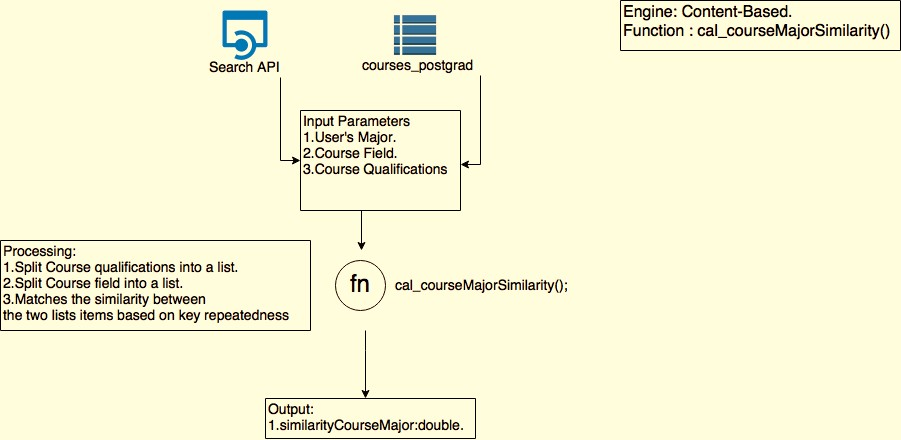 Engine: Content-Based.
Function : cal_courseMajorSimilarity()
Search API
courses_postgrad
Input Parameters
1.User's Major.
2.Course Field.
3.Course Qualifications
Processing:
1.Split Course qualifications into a list.
2.Split Course field into a list.
3.Matches the similarity between
the two lists items based on key repeatedness
fn
cal_courseMajorSimilarity();
Output:
1.similarityCourseMajor:double.